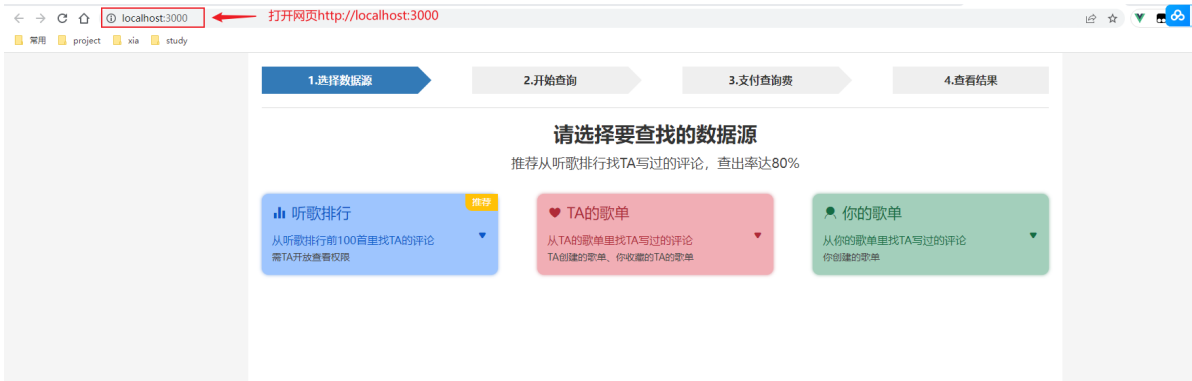 localhost:3000
打开网页http://localhost:3000
常用 project xia study
1.选择数据源 2.开始查询 3.支付查询费 4.查看结果
请选择要查找的数据源
推荐从听歌排行找TA写过的评论，查出率达80%
推荐
听歌排行
从听歌排行前100首里找TA的评论
需TA开放查看权限
TA的歌单
从TA的歌单里找TA写过的评论
TA创建的歌单、你收藏的TA的歌单
你的歌单
从你的歌单里找TA写过的评论
你创建的歌单